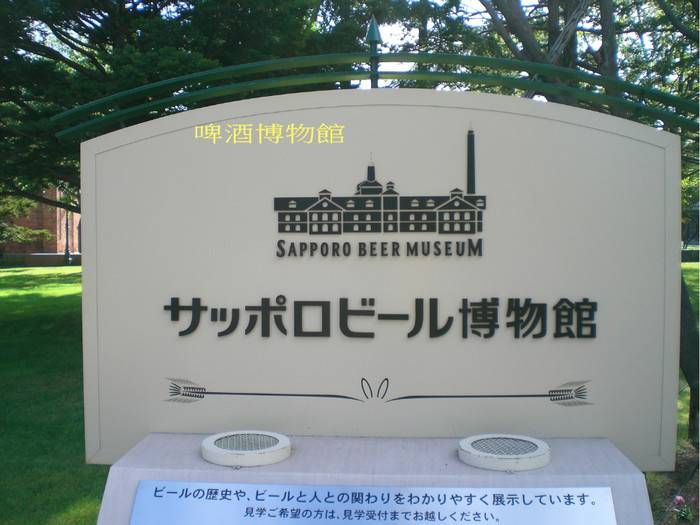 啤酒博物館
SAPPORO BEER MUSEUM
サッポロビール博物館
ビールの歴史や、ビールと人との関わりをわかりやすく展示しています。
見学ご希望の方は、見学受付までお越しください。